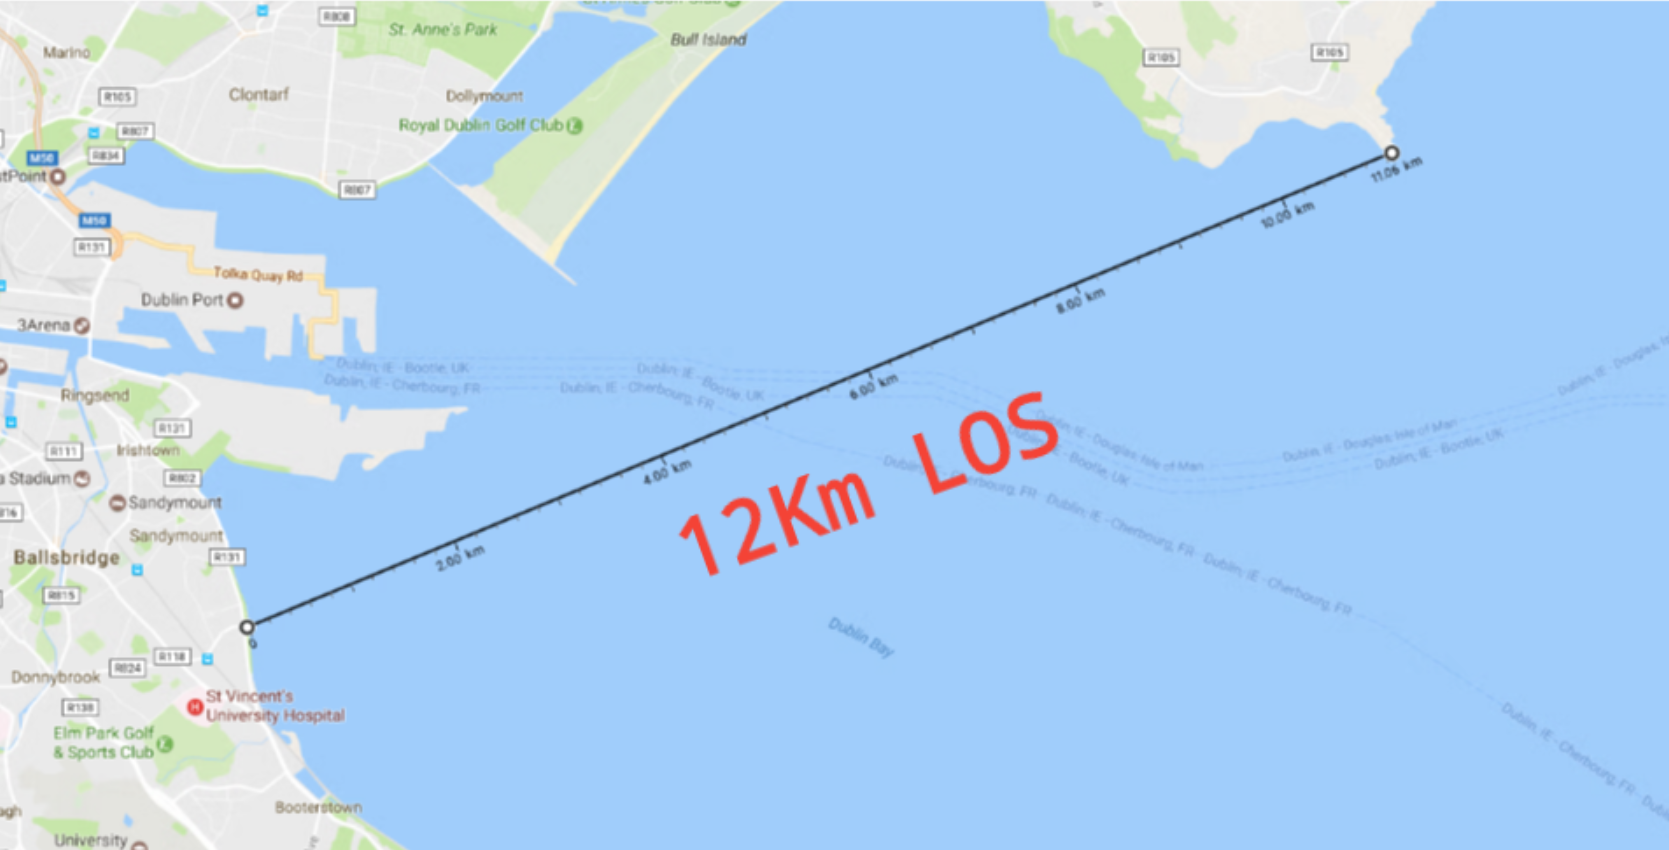 R808
St. Anne's Park
Bull Island
Marino
R105
R105
Clontarf
R105
Dollymount
Royal Dublin Golf Club
R807
R834
M50
stPoint
R807
M50
R131
Tolka Quay Rd
Dublin Port
3Arena
11.06 km
10.00 km
8.00 km
6.00 km
4.00 km
2.00 km
0
12Km LOS
Dublin, IE - Bootle, UK
Dublin, IE - Cherbourg, FR
Dublin, IE - Bootle, UK
Dublin, IE - Cherbourg, FR
Dublin, IE - Douglas, Isle of Man
Dublin, IE - Bootle, UK
Dublin, IE - Douglas, Isle of Man
Dublin, IE - Bootle, UK
Dublin, IE - Douglas,
Cherbourg, FR - Dublin, IE - Cherbourg, FR - Dublin, IE - Cherbourg, FR
Dublin, IE - Cherbourg, FR - Dubl
Ringsend
R131
R111
Irishtown
a Stadium
R802
816
Sandymount
Sandymount
Ballsbridge
R131
R815
R118
R824
Donnybrook
St Vincent's
University Hospital
R138
Elm Park Golf
& Sports Club
Dublin Bay
Booterstown
agh
University